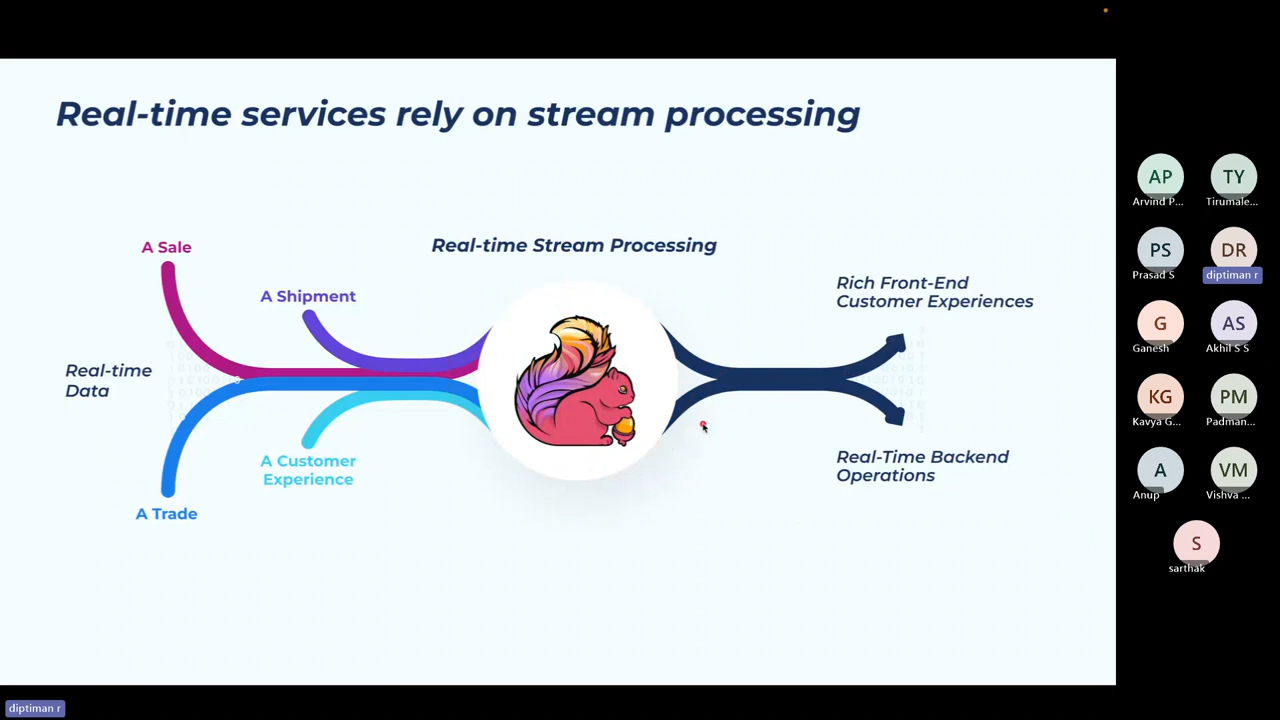 Real-time services rely on stream processing
A Sale
Real-time Stream Processing
A Shipment
Rich Front-End
Customer Experiences
Real-time
Data
A Customer
Experience
Real-Time Backend
Operations
A Trade
AP
Arvind P...
TY
Tirumale...
PS
Prasad S
DR
diptiman r
G
Ganesh
AS
Akhil S S
KG
Kavya G...
PM
Padman...
A
Anup
VM
Vishva ...
S
sarthak
diptiman r